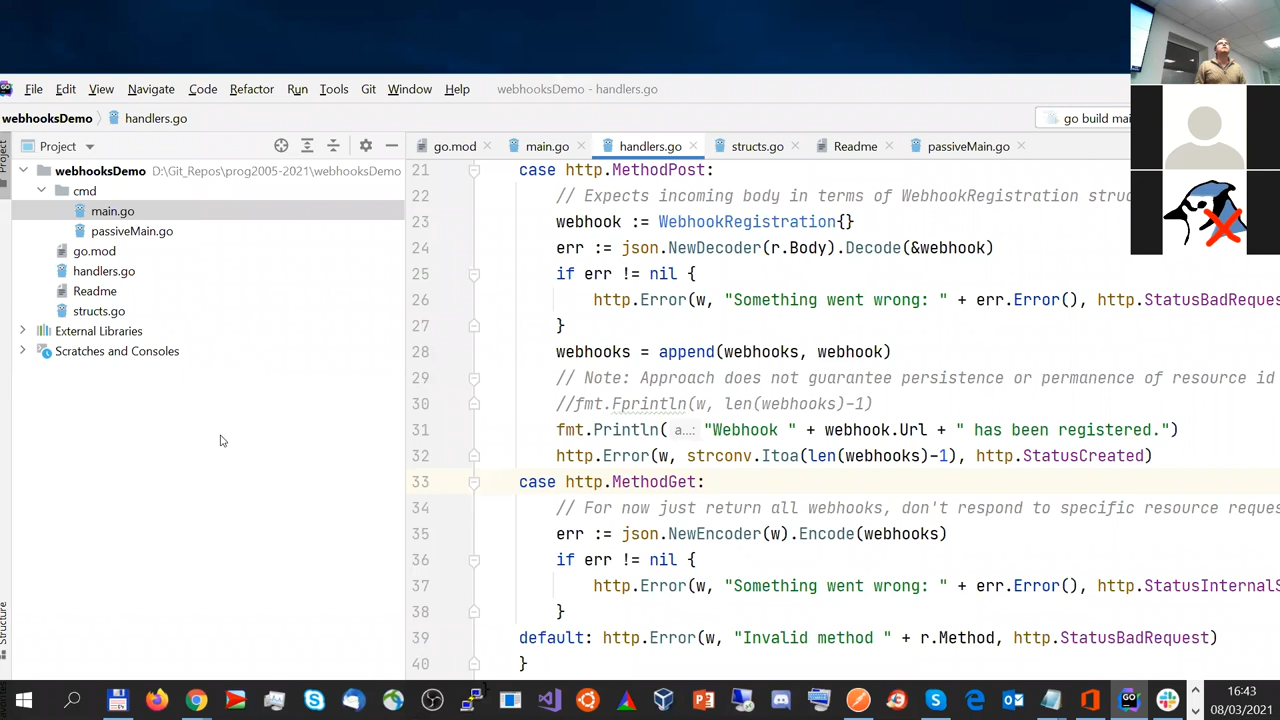 File Edit View Navigate Code Refactor Run Tools Git Window Help webhooksDemo - handlers.go
webhooksDemo handlers.go
go build mai
Project
go.mod main.go handlers.go structs.go Readme passiveMain.go
Project
webhooksDemo D:\Git_Repos\prog2005-2021\webhooksDemo
cmd
main.go
passiveMain.go
go.mod
handlers.go
Readme
structs.go
External Libraries
Scratches and Consoles
Structure
21 case http.MethodPost:
22 // Expects incoming body in terms of WebhookRegistration struc
23 webhook := WebhookRegistration{}
24 err := json.NewDecoder(r.Body).Decode(&webhook)
25 if err != nil {
26 http.Error(w, "Something went wrong: " + err.Error(), http.StatusBadReques
27 }
28 webhooks = append(webhooks, webhook)
29 // Note: Approach does not guarantee persistence or permanence of resource id
30 //fmt.Fprintln(w, len(webhooks)-1)
31 fmt.Println( a...: "Webhook " + webhook.Url + " has been registered.")
32 http.Error(w, strconv.Itoa(len(webhooks)-1), http.StatusCreated)
33 case http.MethodGet:
34 // For now just return all webhooks, don't respond to specific resource reque
35 err := json.NewEncoder(w).Encode(webhooks)
36 if err != nil {
37 http.Error(w, "Something went wrong: " + err.Error(), http.StatusInternalS
38 }
39 default: http.Error(w, "Invalid method " + r.Method, http.StatusBadRequest)
40 }
16:43
08/03/2021